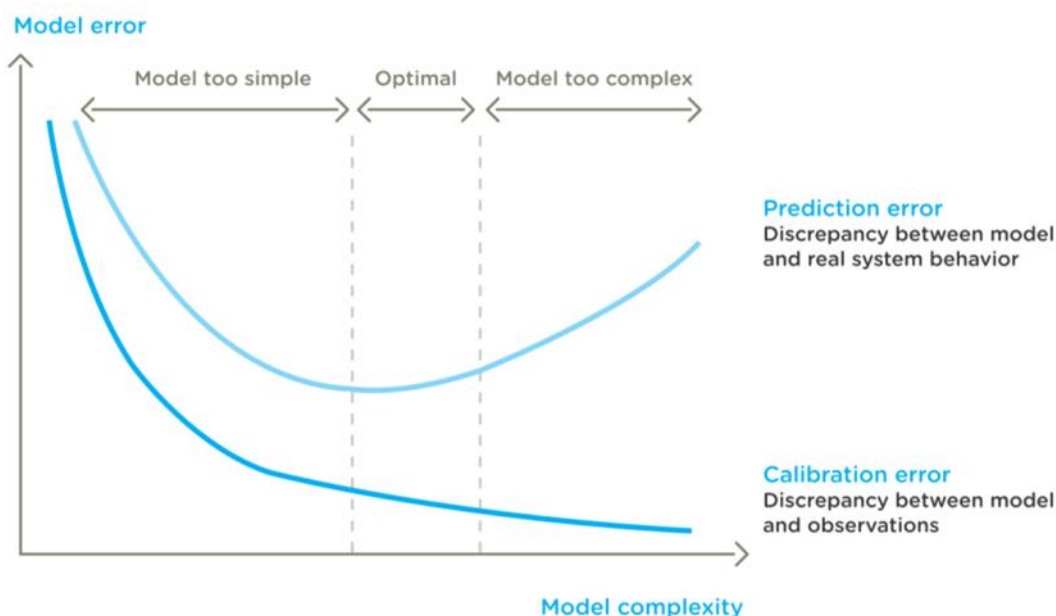 Model error
Model too simple
Optimal
Model too complex
Prediction error
Discrepancy between model
and real system behavior
Calibration error
Discrepancy between model
and observations
Model complexity